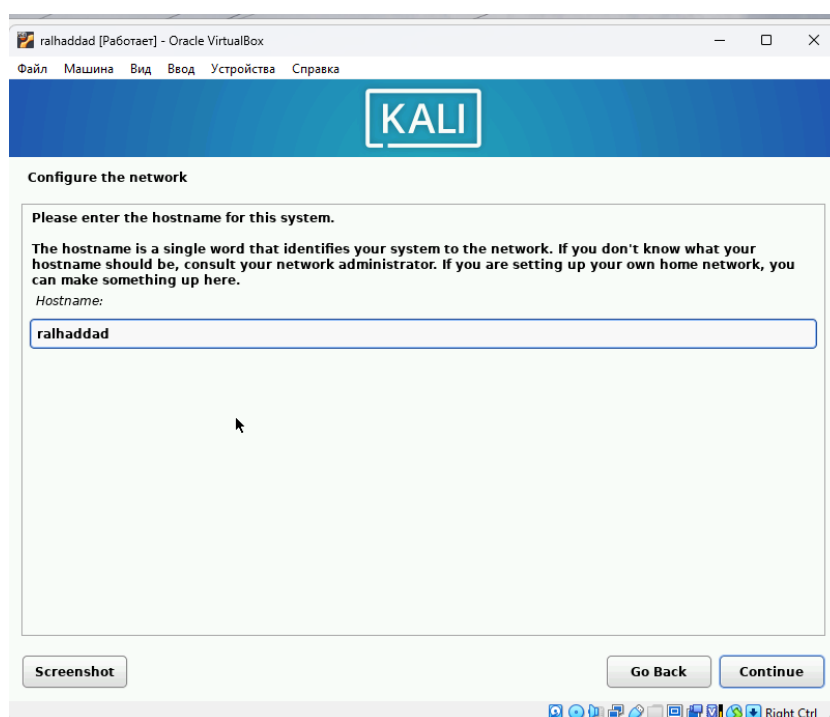 ralhaddad [Работает] - Oracle VirtualBox
Файл Машина Вид Ввод Устройства Справка
KALI
Configure the network
Please enter the hostname for this system.
The hostname is a single word that identifies your system to the network. If you don't know what your
hostname should be, consult your network administrator. If you are setting up your own home network, you
can make something up here.
Hostname:
ralhaddad
Screenshot Go Back Continue
Right Ctrl